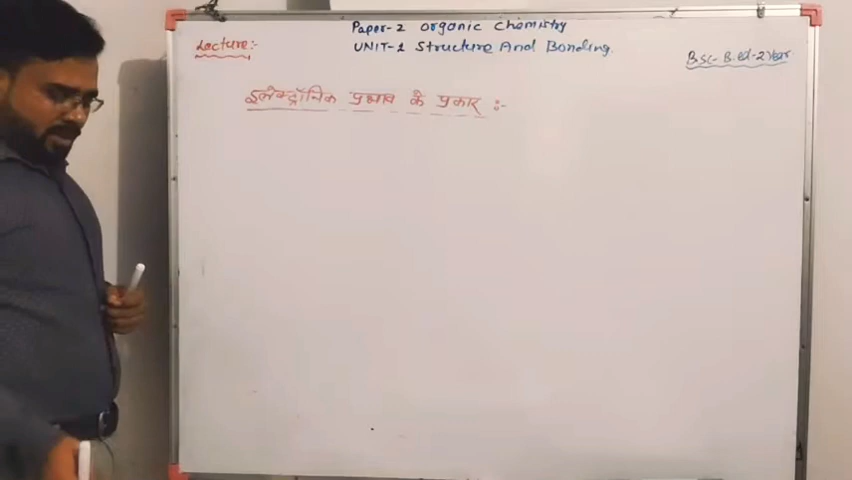 Paper-2 organic chemistry
Lecture:-
UNIT-1 Structure And Bonding.
BSc- B.ed-2Year
इलेक्ट्रॉनिक प्रभाव के प्रकार :-